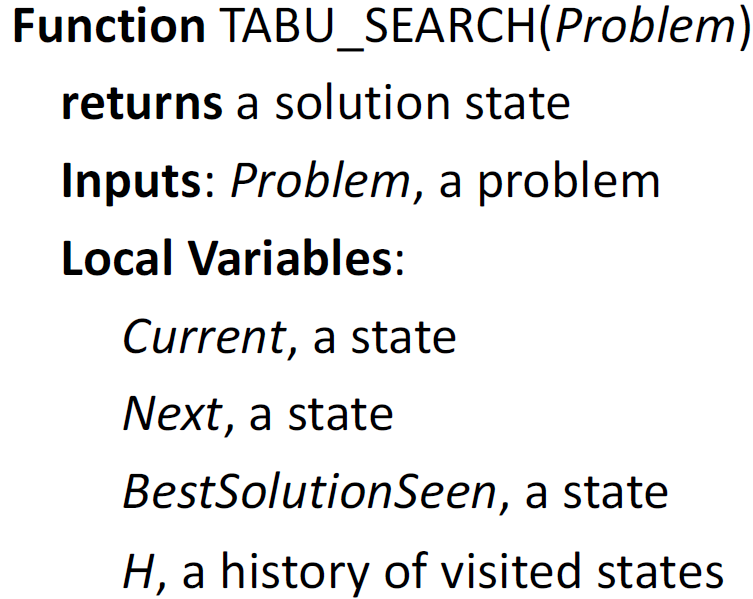 Function TABU_SEARCH(Problem)
returns a solution state
Inputs: Problem, a problem
Local Variables:
Current, a state
Next, a state
BestSolutionSeen, a state
H, a history of visited states